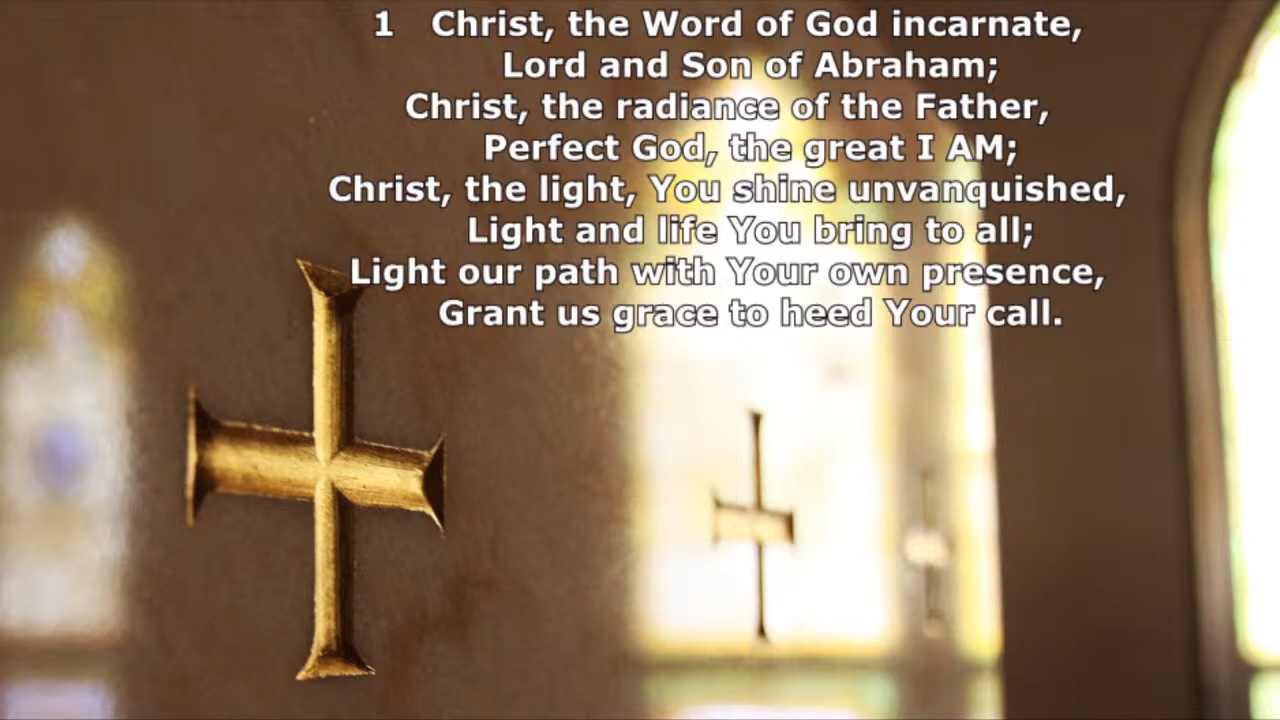 1 Christ, the Word of God incarnate,
Lord and Son of Abraham;
Christ, the radiance of the Father,
Perfect God, the great I AM;
Christ, the light, You shine unvanquished,
Light and life You bring to all;
Light our path with Your own presence,
Grant us grace to heed Your call.